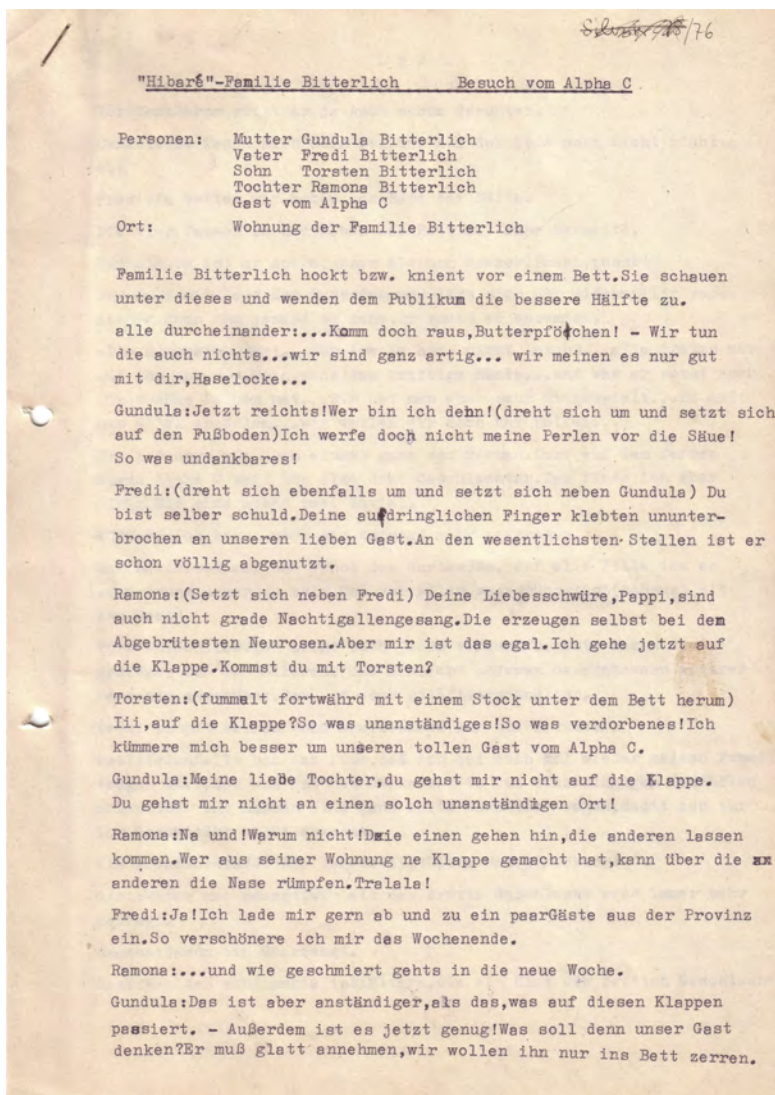 /76
"Hibaré"-Familie Bitterlich Besuch vom Alpha C
Personen: Mutter Gundula Bitterlich
Vater Fredi Bitterlich
Sohn Torsten Bitterlich
Tochter Ramona Bitterlich
Gast vom Alpha C
Ort: Wohnung der Familie Bitterlich
Familie Bitterlich hockt bzw. knient vor einem Bett.Sie schauen
unter dieses und wenden dem Publikum die bessere Hälfte zu.
alle durcheinander:...Komm doch raus,Butterpfötchen! - Wir tun
die auch nichts...wir sind ganz artig... wir meinen es nur gut
mit dir,Haselocke...
Gundula:Jetzt reichts!Wer bin ich dehn!(dreht sich um und setzt sich
auf den Fußboden)Ich werfe doch nicht meine Perlen vor die Säue!
So was undankbares!
Fredi:(dreht sich ebenfalls um und setzt sich neben Gundula) Du
bist selber schuld.Deine aufdringlichen Finger klebten ununter-
brochen an unseren lieben Gast.An den wesentlichsten Stellen ist er
schon völlig abgenutzt.
Ramona:(Setzt sich neben Fredi) Deine Liebesschwüre,Pappi,sind
auch nicht grade Nachtigallengesang.Die erzeugen selbst bei dem
Abgebrütesten Neurosen.Aber mir ist das egal.Ich gehe jetzt auf
die Klappe.Kommst du mit Torsten?
Torsten:(fummalt fortwährd mit einem Stock unter dem Bett herum)
Iii,auf die Klappe?So was unanständiges!So was verdorbenes!Ich
kümmere mich besser um unseren tollen Gast vom Alpha C.
Gundula:Meine liebe Tochter,du gehst mir nicht auf die Klappe.
Du gehst mir nicht an einen solch unanständigen Ort!
Ramona:Na und!Warum nicht!Die einen gehen hin,die anderen lassen
kommen.Wer aus seiner Wohnung ne Klappe gemacht hat,kann über die
anderen die Nase rümpfen.Tralala!
Fredi:Ja!Ich lade mir gern ab und zu ein paarGäste aus der Provinz
ein.So verschönere ich mir das Wochenende.
Ramona:...und wie geschmiert gehts in die neue Woche.
Gundula:Das ist aber anständiger,als das,was auf diesen Klappen
passiert. - Außerdem ist es jetzt genug!Was soll denn unser Gast
denken?Er muß glatt annehmen,wir wollen ihn nur ins Bett zerren.